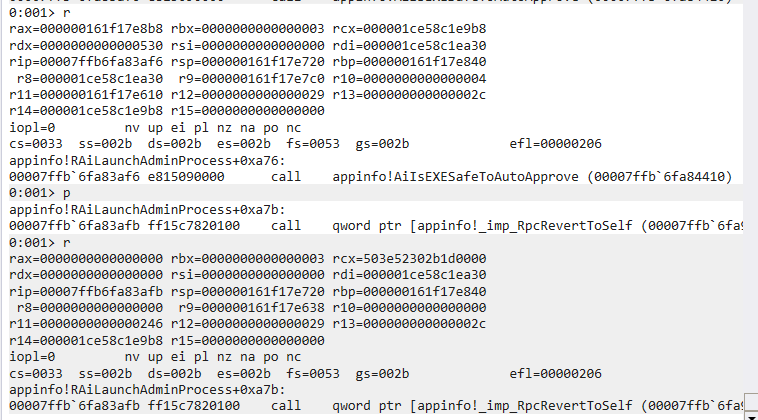 0:001> r
rax=000000161f17e8b8 rbx=0000000000000003 rcx=000001ce58c1e9b8
rdx=0000000000000530 rsi=0000000000000000 rdi=000001ce58c1ea30
rip=00007ffb6fa83af6 rsp=000000161f17e720 rbp=000000161f17e840
r8=000001ce58c1ea30 r9=000000161f17e7c0 r10=0000000000000004
r11=000000161f17e610 r12=0000000000000029 r13=000000000000002c
r14=000001ce58c1e9b8 r15=0000000000000000
iopl=0 nv up ei pl nz na po nc
cs=0033 ss=002b ds=002b es=002b fs=0053 gs=002b efl=00000206
appinfo!RAiLaunchAdminProcess+0xa76:
00007ffb`6fa83af6 e815090000 call appinfo!AiIsEXESafeToAutoApprove (00007ffb`6fa84410)
0:001> p
appinfo!RAiLaunchAdminProcess+0xa7b:
00007ffb`6fa83afb ff15c7820100 call qword ptr [appinfo!_imp_RpcRevertToSelf (00007ffb`6fa9
0:001> r
rax=0000000000000000 rbx=0000000000000003 rcx=503e52302b1d0000
rdx=0000000000000000 rsi=0000000000000000 rdi=000001ce58c1ea30
rip=00007ffb6fa83afb rsp=000000161f17e720 rbp=000000161f17e840
r8=0000000000000000 r9=000000161f17e638 r10=0000000000000000
r11=0000000000000246 r12=0000000000000029 r13=000000000000002c
r14=000001ce58c1e9b8 r15=0000000000000000
iopl=0 nv up ei pl nz na po nc
cs=0033 ss=002b ds=002b es=002b fs=0053 gs=002b efl=00000206
appinfo!RAiLaunchAdminProcess+0xa7b:
00007ffb`6fa83afb ff15c7820100 call qword ptr [appinfo!_imp_RpcRevertToSelf (00007ffb`6fa9